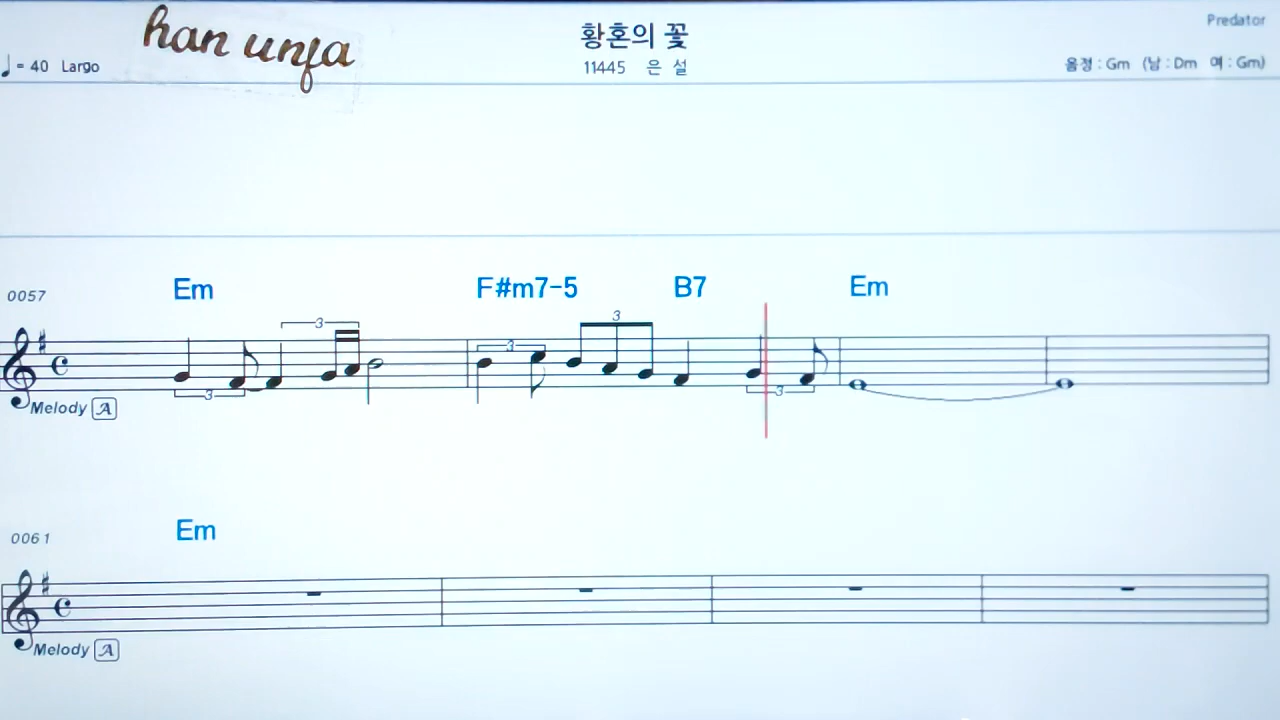 han unja
황혼의 꽃
Predator
♩= 40 Largo
11445 은 설
음정 : Gm (남 : Dm 여 : Gm)
0057
Em F#m7-5 B7 Em
3 3 3 3 3
Melody A
0061
Em
Melody A